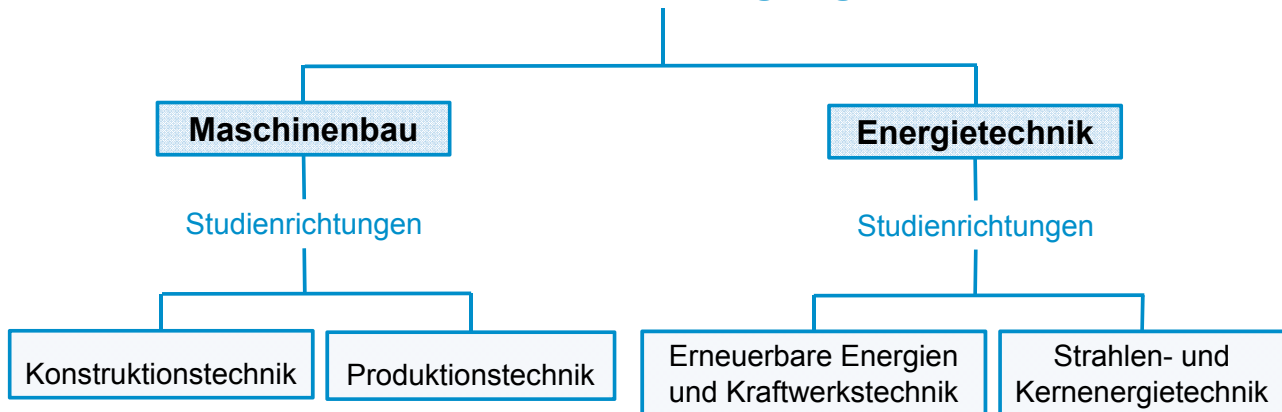 Maschinenbau
Energietechnik
Studienrichtungen
Studienrichtungen
Konstruktionstechnik
Produktionstechnik
Erneuerbare Energien
und Kraftwerkstechnik
Strahlen- und
Kernenergietechnik